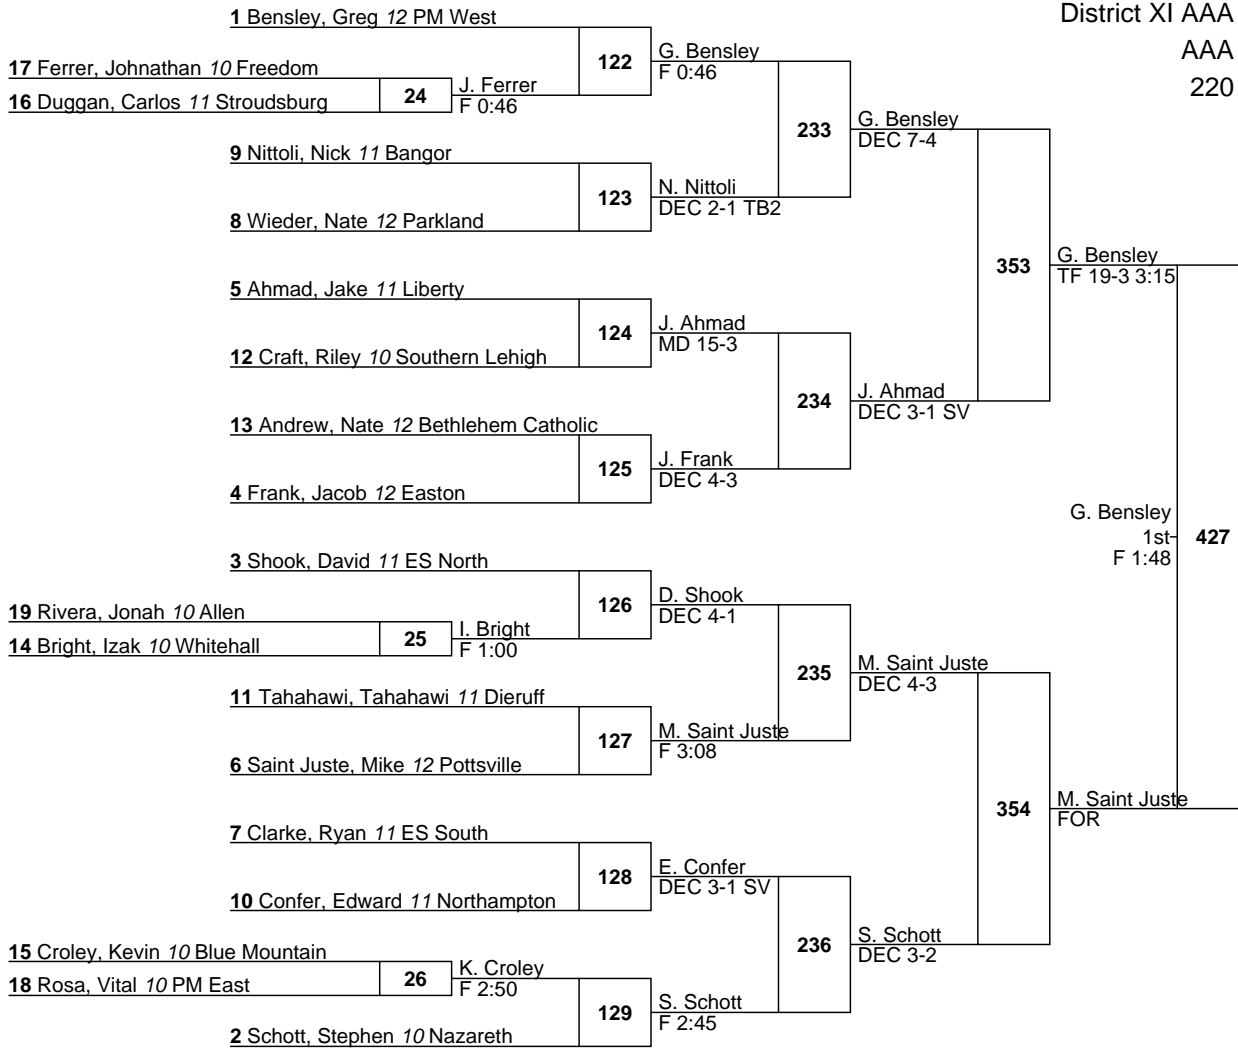 District XI AAA
AAA
220
1 Bensley, Greg 12 PM West
17 Ferrer, Johnathan 10 Freedom
16 Duggan, Carlos 11 Stroudsburg
24
J. Ferrer
F 0:46
122
G. Bensley
F 0:46
9 Nittoli, Nick 11 Bangor
8 Wieder, Nate 12 Parkland
123
N. Nittoli
DEC 2-1 TB2
233
G. Bensley
DEC 7-4
5 Ahmad, Jake 11 Liberty
12 Craft, Riley 10 Southern Lehigh
124
J. Ahmad
MD 15-3
13 Andrew, Nate 12 Bethlehem Catholic
4 Frank, Jacob 12 Easton
125
J. Frank
DEC 4-3
234
J. Ahmad
DEC 3-1 SV
353
G. Bensley
TF 19-3 3:15
3 Shook, David 11 ES North
19 Rivera, Jonah 10 Allen
14 Bright, Izak 10 Whitehall
25
I. Bright
F 1:00
126
D. Shook
DEC 4-1
11 Tahahawi, Tahahawi 11 Dieruff
6 Saint Juste, Mike 12 Pottsville
127
M. Saint Juste
F 3:08
235
M. Saint Juste
DEC 4-3
7 Clarke, Ryan 11 ES South
10 Confer, Edward 11 Northampton
128
E. Confer
DEC 3-1 SV
15 Croley, Kevin 10 Blue Mountain
18 Rosa, Vital 10 PM East
26
K. Croley
F 2:50
2 Schott, Stephen 10 Nazareth
129
S. Schott
F 2:45
236
S. Schott
DEC 3-2
354
M. Saint Juste
FOR
G. Bensley
1st
F 1:48
427